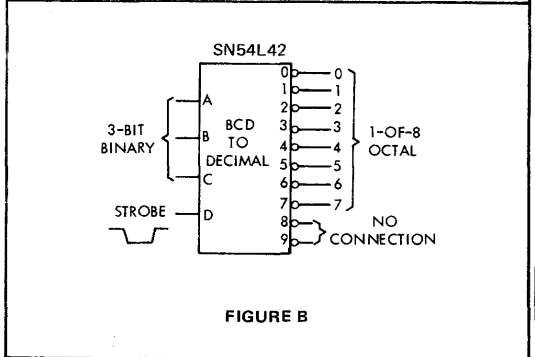 SN54L42
A
B
C
D
3-BIT
BINARY
STROBE
BCD
TO
DECIMAL
0 0
1 1
2 2
3 3
4 4
5 5
6 6
7 7
8
9
1-OF-8
OCTAL
NO
CONNECTION
FIGURE B